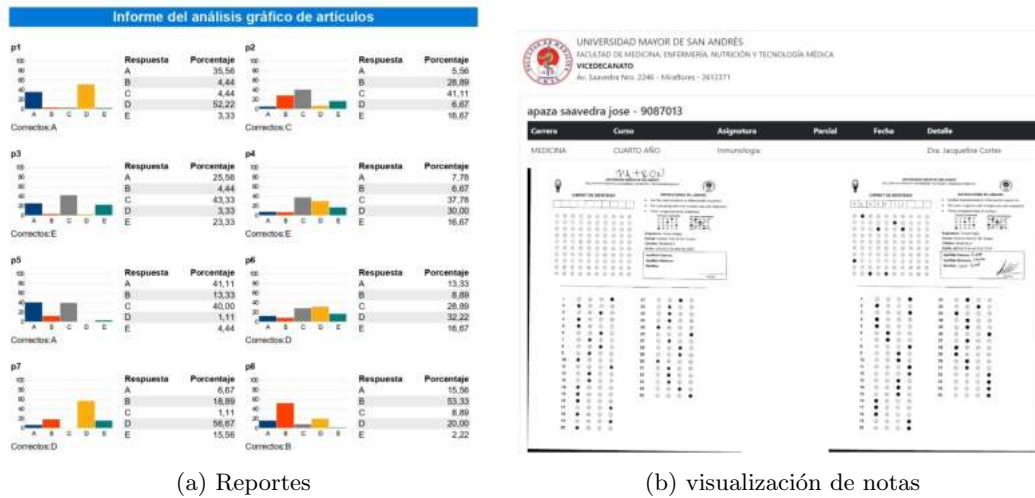 Informe del análisis gráfico de artículos
p1
Respuesta Porcentaje
A 35,56
B 4,44
C 4,44
D 52,22
E 3,33
A B C D E
Correctos:A
p2
Respuesta Porcentaje
A 5,56
B 28,89
C 41,11
D 6,67
E 16,67
A B C D E
Correctos:C
p3
Respuesta Porcentaje
A 25,56
B 4,44
C 43,33
D 3,33
E 23,33
A B C D E
Correctos:E
p4
Respuesta Porcentaje
A 7,78
B 6,67
C 37,78
D 30,00
E 16,67
A B C D E
Correctos:E
p5
Respuesta Porcentaje
A 41,11
B 13,33
C 40,00
D 1,11
E 4,44
A B C D E
Correctos:A
p6
Respuesta Porcentaje
A 13,33
B 8,89
C 28,89
D 32,22
E 16,67
A B C D E
Correctos:D
p7
Respuesta Porcentaje
A 6,67
B 18,89
C 1,11
D 56,67
E 15,56
A B C D E
Correctos:D
p8
Respuesta Porcentaje
A 15,56
B 53,33
C 8,89
D 20,00
E 2,22
A B C D E
Correctos:B
(a) Reportes
UNIVERSIDAD MAYOR DE SAN ANDRÉS
FACULTAD DE MEDICINA, ENFERMERÍA, NUTRICIÓN Y TECNOLOGÍA MÉDICA
VICEDECANATO
Av. Saavedra Nro. 2246 - Miraflores - 2612371
apaza saavedra jose - 9087013
Carrera Curso Asignatura Parcial Fecha Detalle
MEDICINA CUARTO AÑO Inmunologia Dra. Jacqueline Cortes
PATRON
(b) visualización de notas